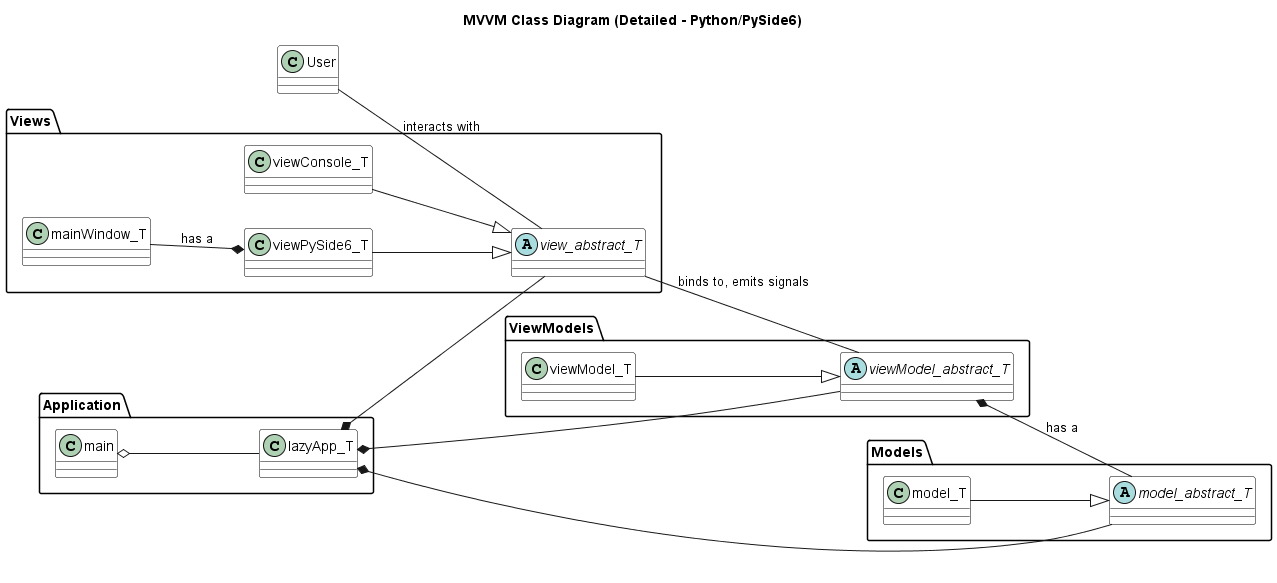 MVVM Class Diagram (Detailed - Python/PySide6)
C User
interacts with
Views
C viewConsole_T
C mainWindow_T
has a
C viewPySide6_T
A view_abstract_T
binds to, emits signals
ViewModels
C viewModel_T
A viewModel_abstract_T
Application
C main
C lazyApp_T
has a
Models
C model_T
A model_abstract_T